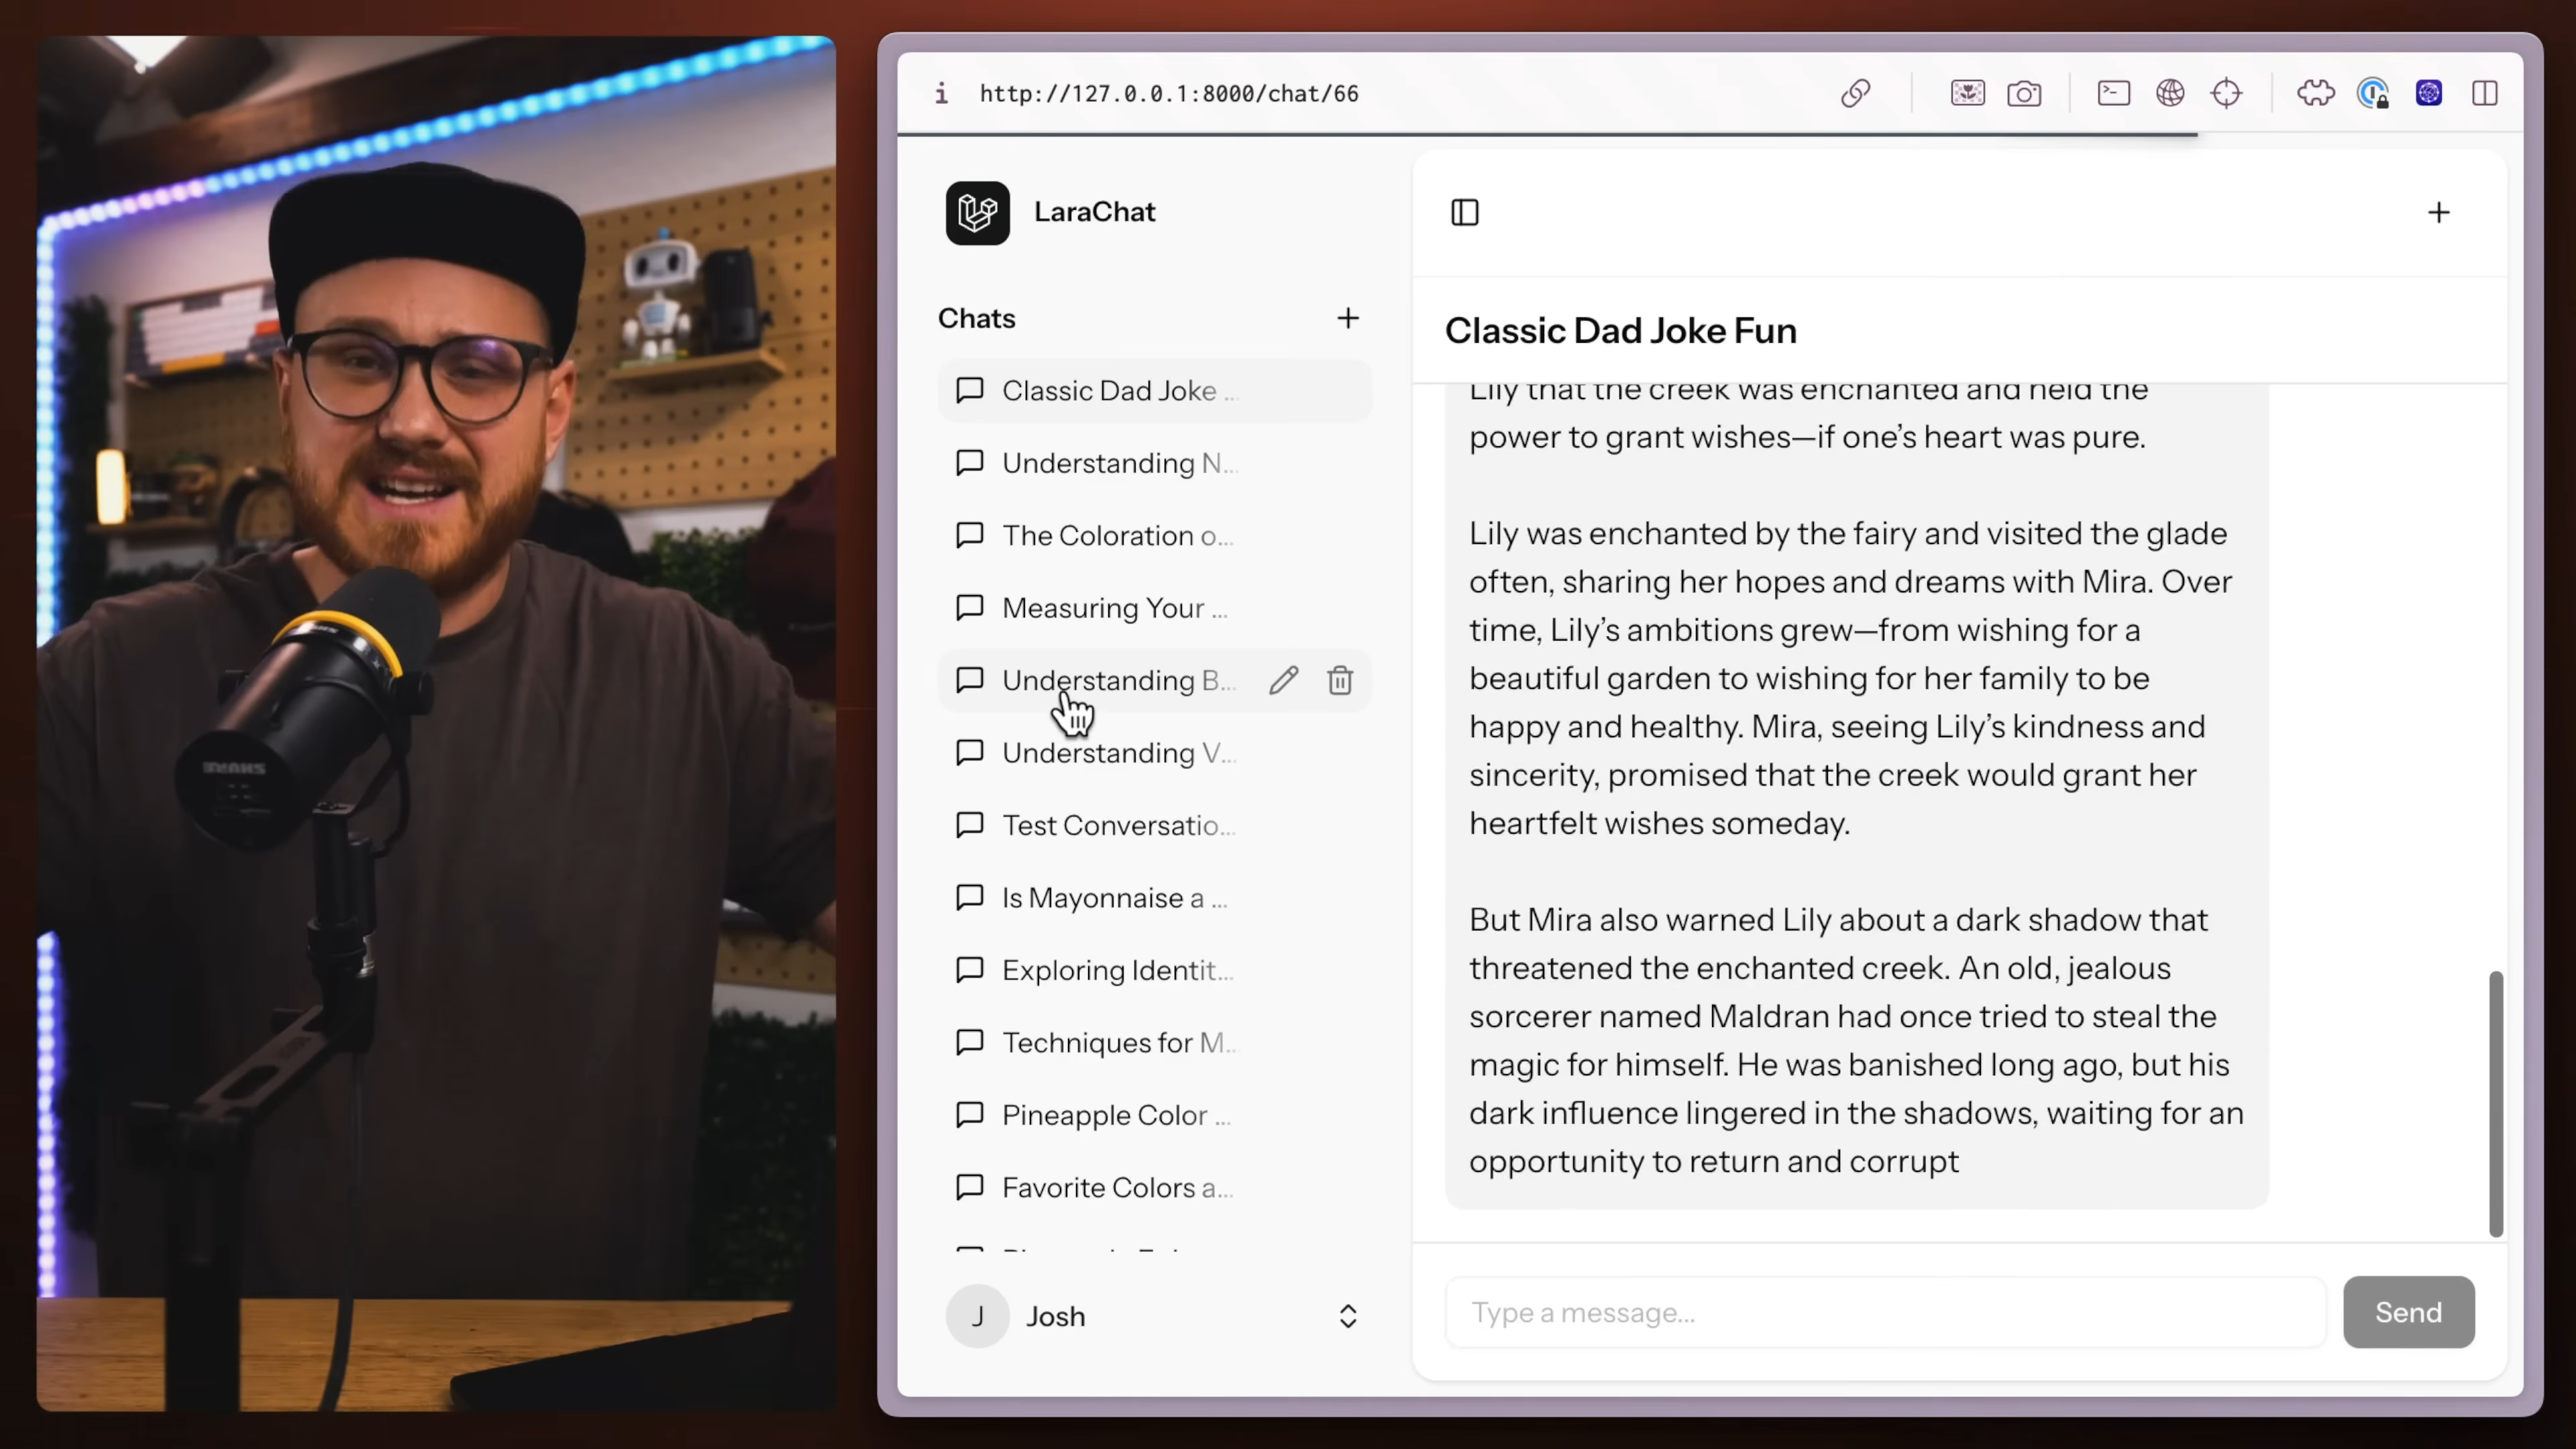 http://127.0.0.1:8000/chat/66
LaraChat
Chats
Classic Dad Joke ...
Understanding N...
The Coloration o...
Measuring Your ...
Understanding B...
Understanding V...
Test Conversatio...
Is Mayonnaise a ...
Exploring Identit...
Techniques for M...
Pineapple Color ...
Favorite Colors a...
J
Josh
Classic Dad Joke Fun
Lily that the creek was enchanted and held the
power to grant wishes—if one’s heart was pure.
Lily was enchanted by the fairy and visited the glade
often, sharing her hopes and dreams with Mira. Over
time, Lily’s ambitions grew—from wishing for a
beautiful garden to wishing for her family to be
happy and healthy. Mira, seeing Lily’s kindness and
sincerity, promised that the creek would grant her
heartfelt wishes someday.
But Mira also warned Lily about a dark shadow that
threatened the enchanted creek. An old, jealous
sorcerer named Maldran had once tried to steal the
magic for himself. He was banished long ago, but his
dark influence lingered in the shadows, waiting for an
opportunity to return and corrupt
Type a message...
Send